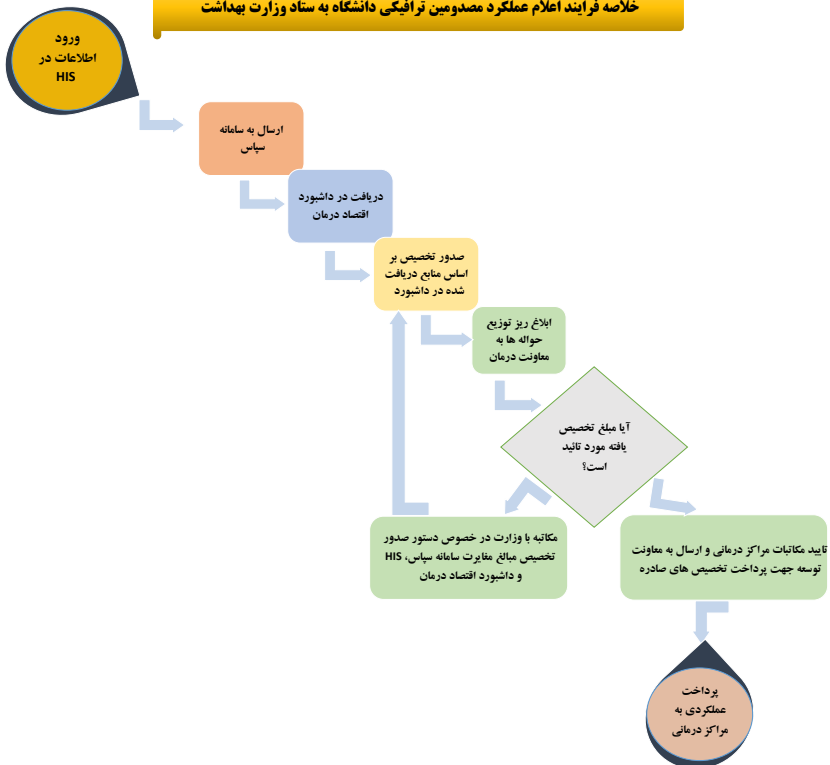 خلاصه فرایند اعلام عملکرد مصدومین ترافیکی دانشگاه به ستاد وزارت بهداشت
ورود
اطلاعات در
HIS
ارسال به سامانه
سپاس
دریافت در داشبورد
اقتصاد درمان
صدور تخصیص بر
اساس منابع دریافت
شده در داشبورد
ابلاغ ریز توزیع
حواله ها به
معاونت درمان
آیا مبلغ تخصیص
یافته مورد تائید
است؟
مکاتبه با وزارت در خصوص دستور صدور
تخصیص مبالغ مغایرت سامانه سپاس، HIS
و داشبورد اقتصاد درمان
تایید مکاتبات مراکز درمانی و ارسال به معاونت
توسعه جهت پرداخت تخصیص های صادره
پرداخت
عملکردی به
مراکز درمانی